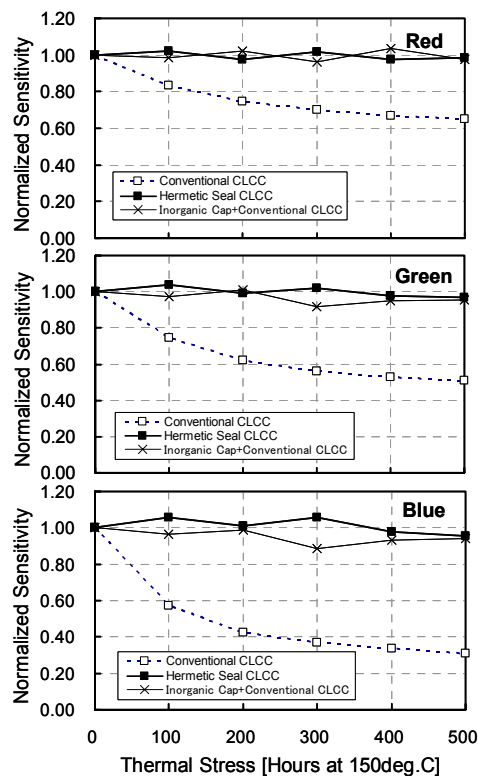 1.20
Red
1.00
0.80
0.60
0.40
0.20
0.00
Normalized Sensitivity
Conventional CLCC
Hermetic Seal CLCC
Inorganic Cap+Conventional CLCC
1.20
Green
1.00
0.80
0.60
0.40
0.20
0.00
Normalized Sensitivity
Conventional CLCC
Hermetic Seal CLCC
Inorganic Cap+Conventional CLCC
1.20
Blue
1.00
0.80
0.60
0.40
0.20
0.00
Normalized Sensitivity
Conventional CLCC
Hermetic Seal CLCC
Inorganic Cap+Conventional CLCC
0 100 200 300 400 500
Thermal Stress [Hours at 150deg.C]